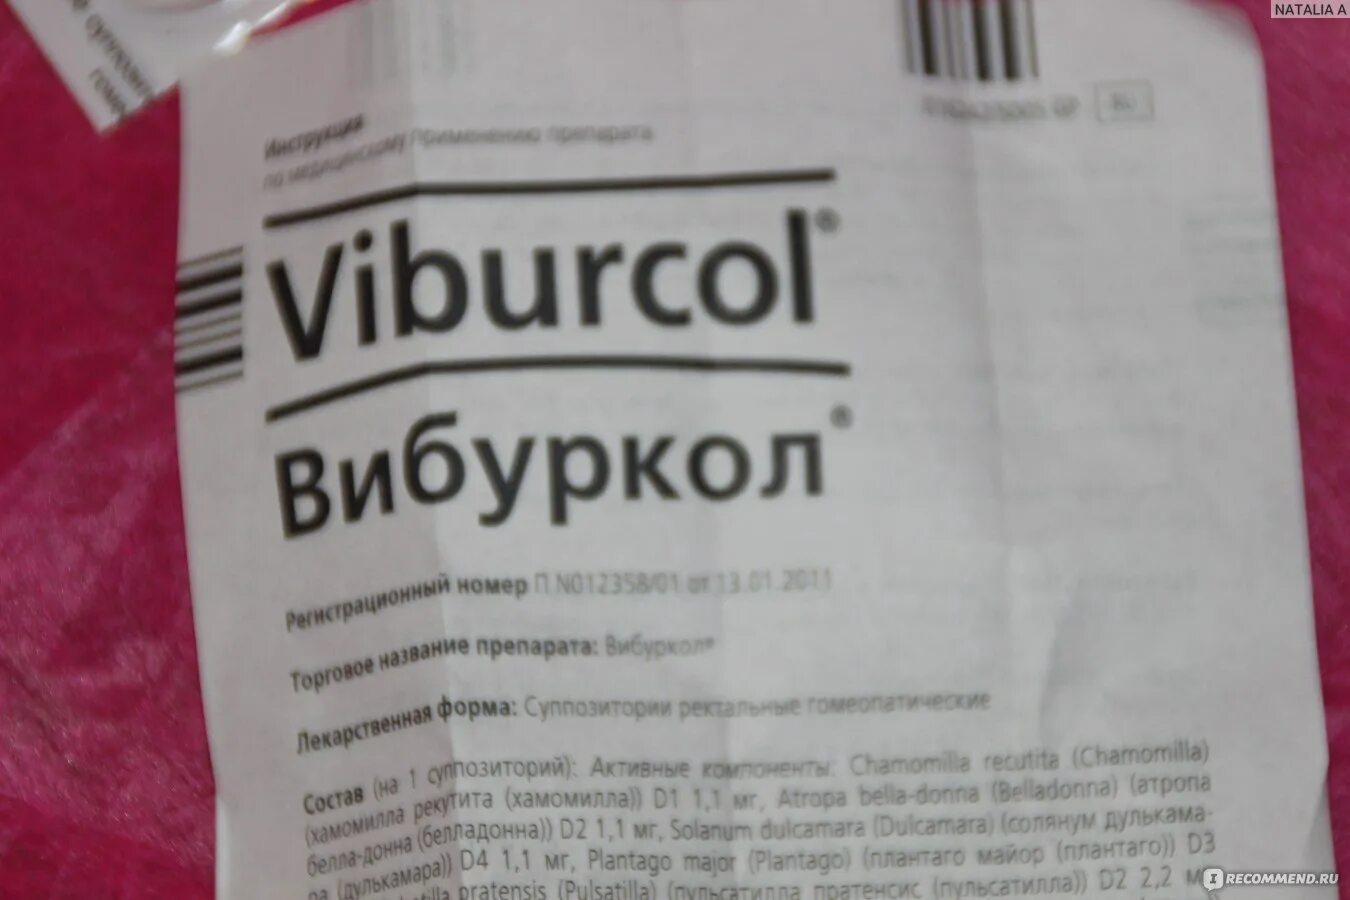 NATALIA A
Инструкция
по медицинскому применению препарата
Viburcol®
Вибуркол®
Регистрационный номер П N012358/01 от 13.01.2011
Торговое название препарата: Вибуркол®
Лекарственная форма: Суппозитории ректальные гомеопатические
Состав (на 1 суппозиторий): Активные компоненты: Chamomilla recutita (Chamomilla)
(хамомилла рекутита (хамомилла)) D1 1,1 мг, Atropa bella-donna (Belladonna) (атропа
белла-донна (белладонна)) D2 1,1 мг, Solanum dulcamara (Dulcamara) (солянум дулькама-
ра (дулькамара)) D4 1,1 мг, Plantago major (Plantago) (плантаго майор (плантаго)) D3
pratensis (Pulsatilla) (пульсатилла пратенсис (пульсатилла)) D2 2,2
IRECOMMEND.RU